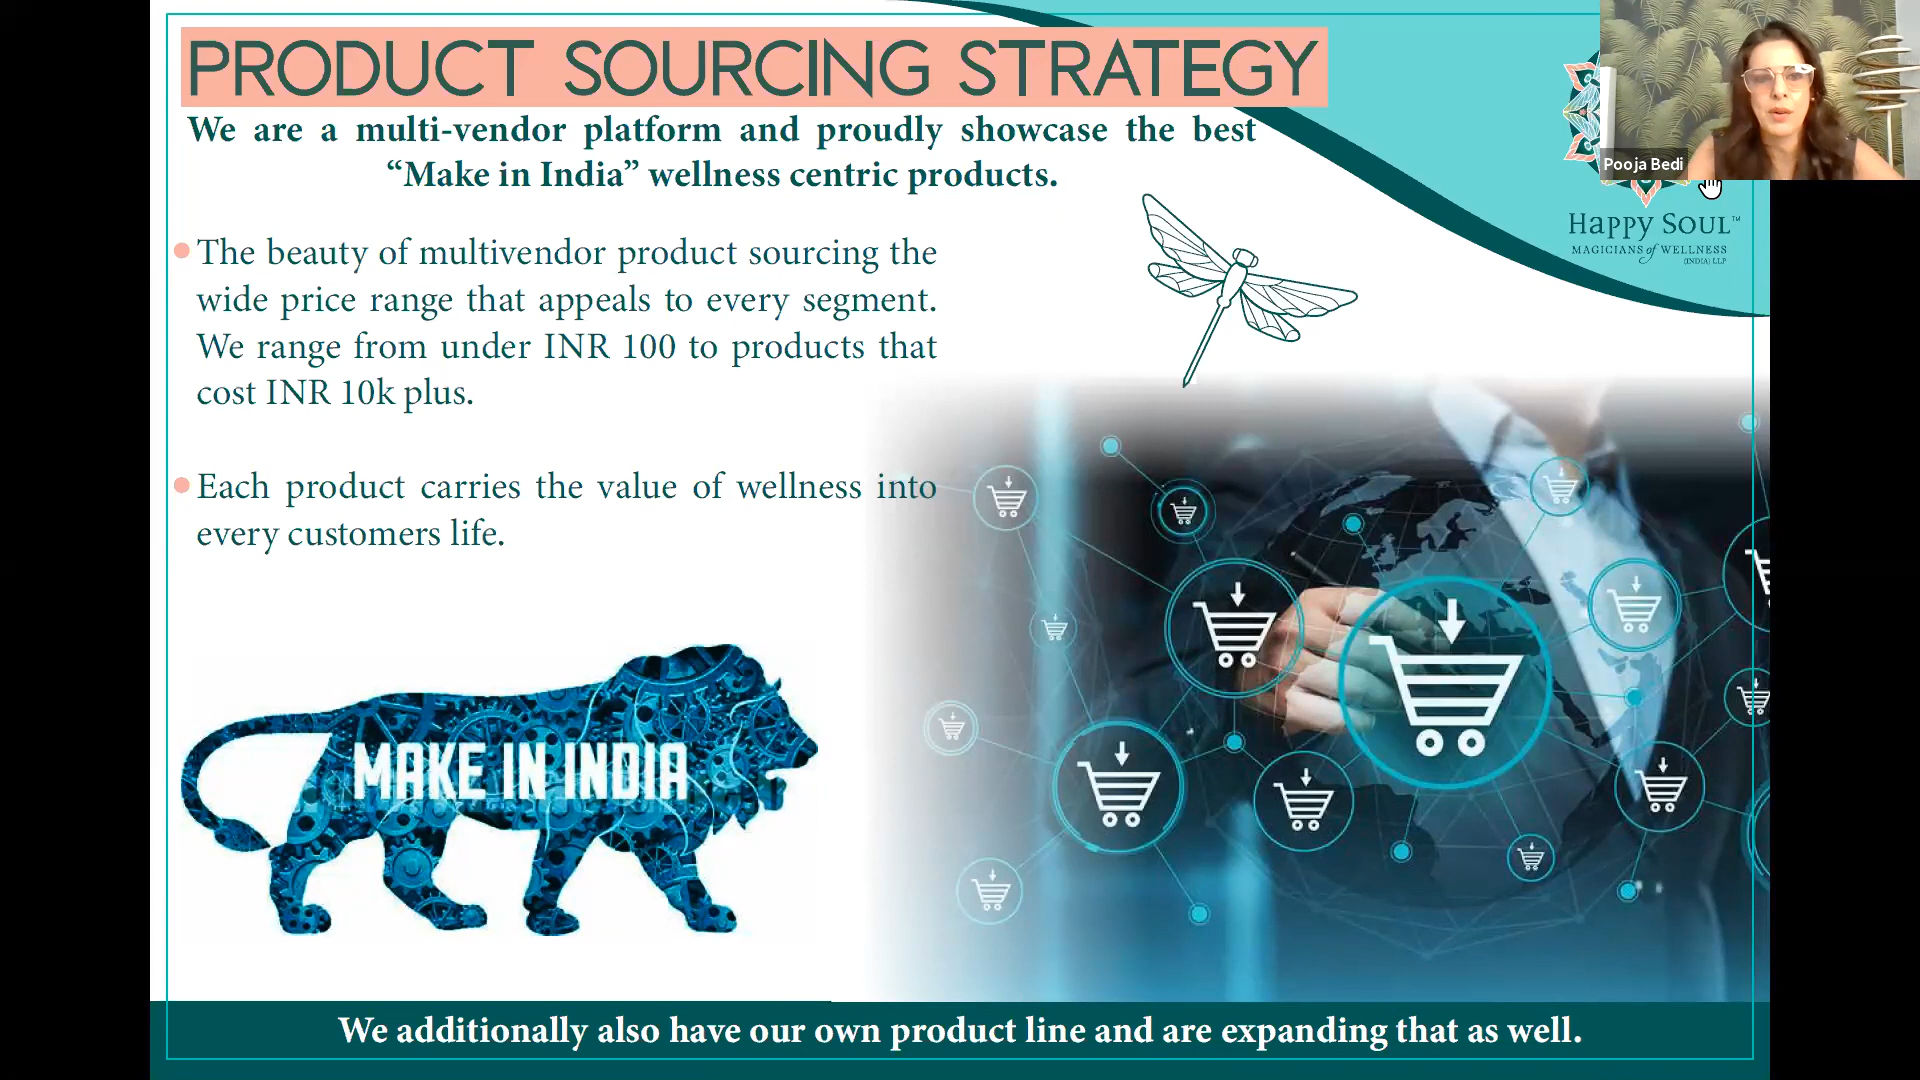 PRODUCT SOURCING STRATEGY
We are a multi-vendor platform and proudly showcase the best
“Make in India” wellness centric products.
The beauty of multivendor product sourcing the
wide price range that appeals to every segment.
We range from under INR 100 to products that
cost INR 10k plus.
Each product carries the value of wellness into
every customers life.
MAKE IN INDIA
Pooja Bedi
HAPPY SOUL™
MAGICIANS of WELLNESS
(INDIA) LLP
We additionally also have our own product line and are expanding that as well.